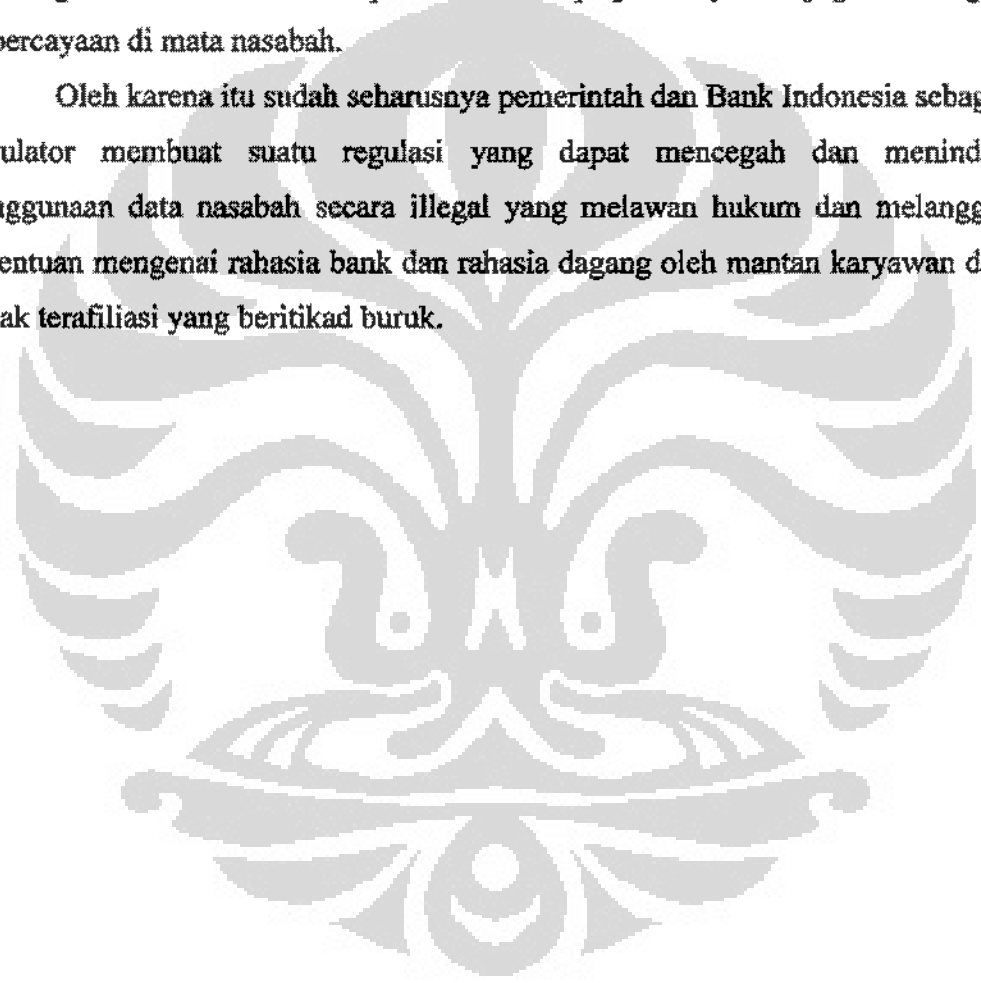 percayaan di mata nasabah.
Oleh karena itu sudah seharusnya pemerintah dan Bank Indonesia sebag
ulator membuat suatu regulasi yang dapat mencegah dan menind
ggunaan data nasabah secara illegal yang melawan hukum dan melangg
entuan mengenai rahasia bank dan rahasia dagang oleh mantan karyawan d
ak terafiliasi yang beritikad buruk.